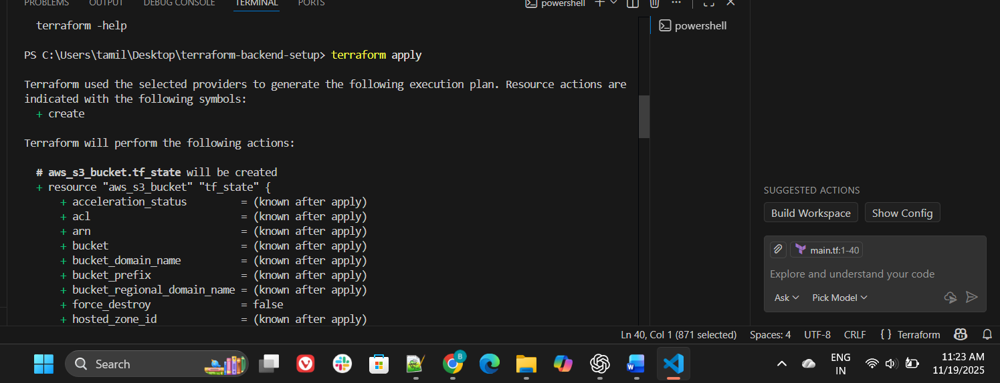 PROBLEMS OUTPUT DEBUG CONSOLE TERMINAL PORTS powershell
terraform -help
powershell
PS C:\Users\tamil\Desktop\terraform-backend-setup> terraform apply
Terraform used the selected providers to generate the following execution plan. Resource actions are
indicated with the following symbols:
+ create
Terraform will perform the following actions:
# aws_s3_bucket.tf_state will be created
+ resource "aws_s3_bucket" "tf_state" {
+ acceleration_status = (known after apply)
+ acl = (known after apply)
+ arn = (known after apply)
+ bucket = (known after apply)
+ bucket_domain_name = (known after apply)
+ bucket_prefix = (known after apply)
+ bucket_regional_domain_name = (known after apply)
+ force_destroy = false
+ hosted_zone_id = (known after apply)
SUGGESTED ACTIONS
Build Workspace Show Config
main.tf:1-40
Explore and understand your code
Ask Pick Model
Ln 40, Col 1 (871 selected) Spaces: 4 UTF-8 CRLF {} Terraform
Search
B
W
ENG
IN
11:23 AM
11/19/2025